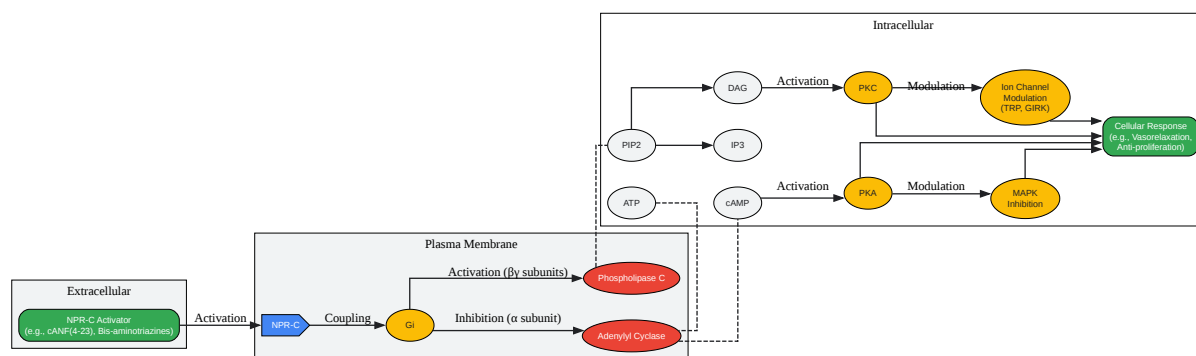 Intracellular
DAG
Activation
PKC
Modulation
Ion Channel
Modulation
(TRP, GIRK)
Cellular Response
(e.g., Vasorelaxation,
Anti-proliferation)
PIP2
IP3
ATP
cAMP
Activation
PKA
Modulation
MAPK
Inhibition
Plasma Membrane
Activation (βγ subunits)
Phospholipase C
Extracellular
NPR-C Activator
(e.g., cANF(4-23), Bis-aminotriazines)
Activation
NPR-C
Coupling
Gi
Inhibition (α subunit)
Adenylyl Cyclase